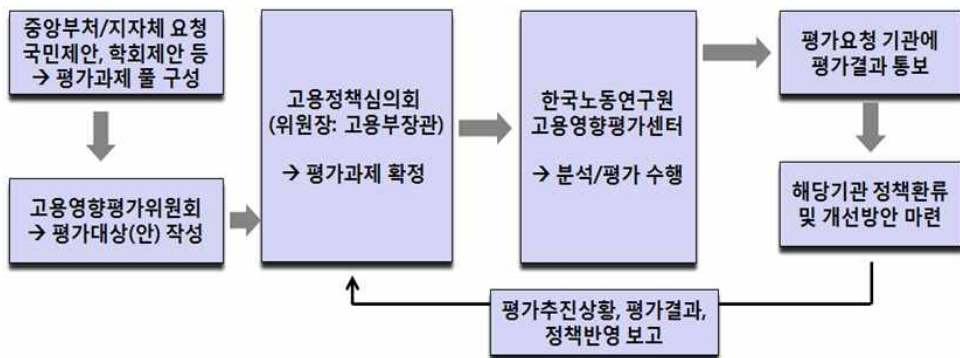 중앙부처/지자체 요청
국민제안, 학회제안 등
→ 평가과제 풀 구성
고용영향평가위원회
→ 평가대상(안) 작성
고용정책심의회
(위원장: 고용부장관)
→ 평가과제 확정
한국노동연구원
고용영향평가센터
→ 분석/평가 수행
평가요청 기관에
평가결과 통보
해당기관 정책환류
및 개선방안 마련
평가추진상황, 평가결과,
정책반영 보고